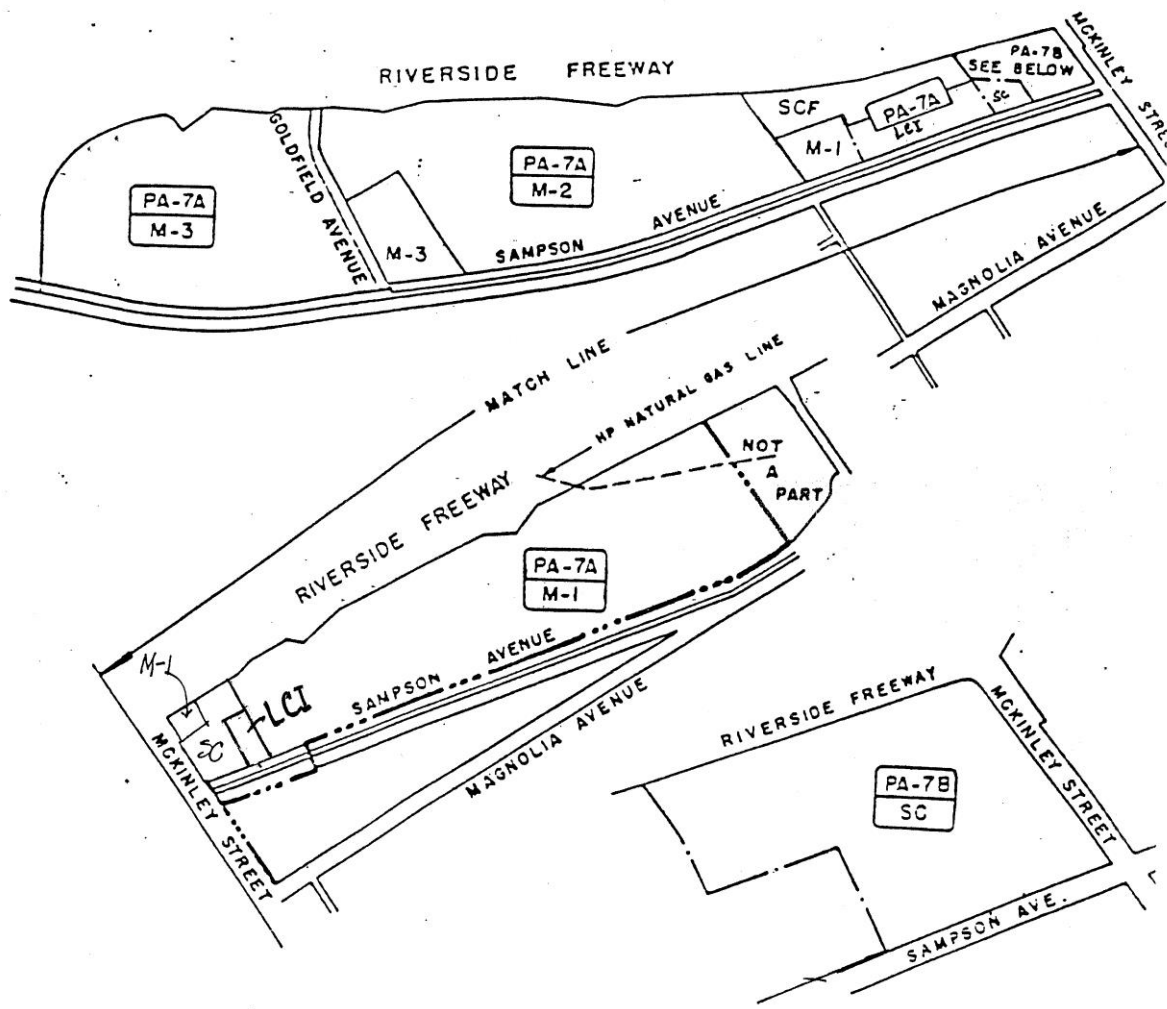 RIVERSIDE FREEWAY
MCKINLEY STREET
PA-7B
SEE BELOW
SC
SCF
PA-7A
LCI
M-1
GOLDFIELD AVENUE
PA-7A
M-2
PA-7A
M-3
M-3
SAMPSON AVENUE
MAGNOLIA AVENUE
MATCH LINE
HP NATURAL GAS LINE
NOT
A
PART
RIVERSIDE FREEWAY
PA-7A
M-1
M-1
SC
LCI
SAMPSON AVENUE
MAGNOLIA AVENUE
MCKINLEY STREET
RIVERSIDE FREEWAY
MCKINLEY STREET
PA-7B
SC
SAMPSON AVE.